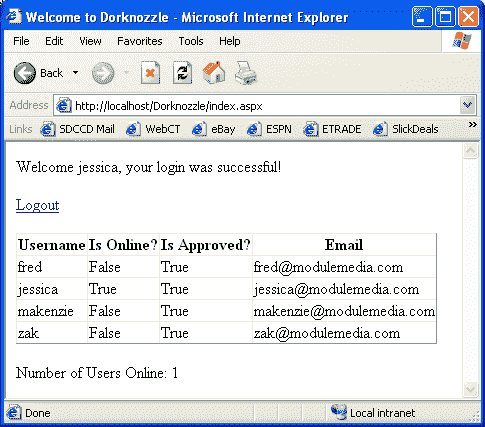 Welcome to Dorknozzle - Microsoft Internet Explorer
File Edit View Favorites Tools Help
Back
Address http://localhost/Dorknozzle/index.aspx
Links SDCCD Mail WebCT eBay ESPN ETRADE SlickDeals »
Welcome jessica, your login was successful!
Logout
Username Is Online? Is Approved? Email
fred False True fred@modulemedia.com
jessica True True jessica@modulemedia.com
makenzie False True makenzie@modulemedia.com
zak False True zak@modulemedia.com
Number of Users Online: 1
Done Local intranet